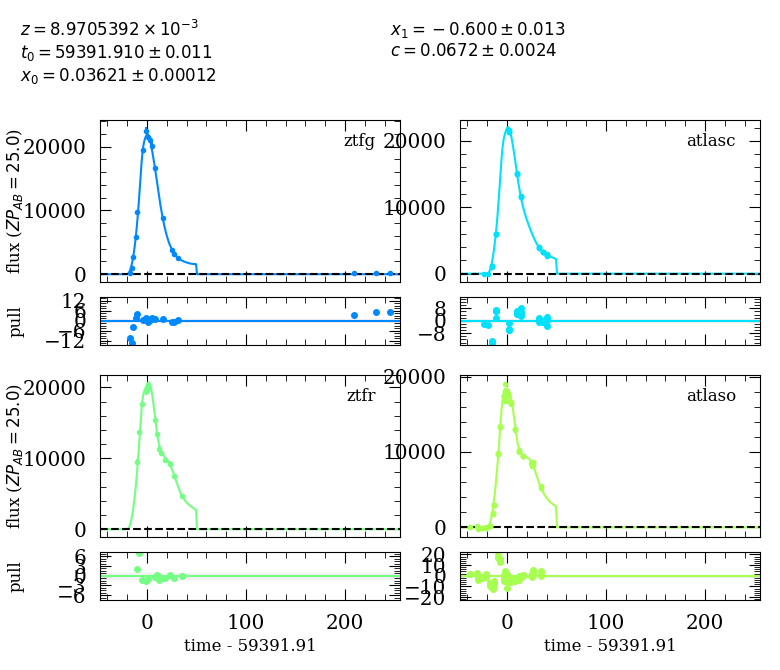 z = 8.9705392 × 10⁻³
t₀ = 59391.910 ± 0.011
x₀ = 0.03621 ± 0.00012
x₁ = −0.600 ± 0.013
c = 0.0672 ± 0.0024
flux (ZP_AB = 25.0)
20000
10000
0
ztfg
20000
10000
0
atlasc
pull
12
6
0
−6
−12
8
0
−8
flux (ZP_AB = 25.0)
20000
10000
0
ztfr
20000
10000
0
atlaso
pull
6
3
0
−3
−6
20
10
0
−10
−20
0
100
200
time - 59391.91
0
100
200
time - 59391.91